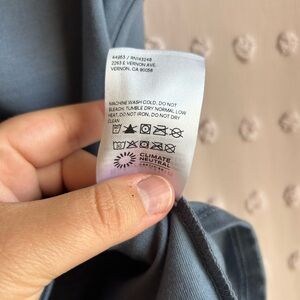 2263 E VERNON AVE.
VERNON, CA 90058
MACHINE WASH COLD, DO NOT
BLEACH, TUMBLE DRY NORMAL LOW
HEAT, DO NOT IRON, DO NOT DRY
CLEAN
CLIMATE
NEUTRAL